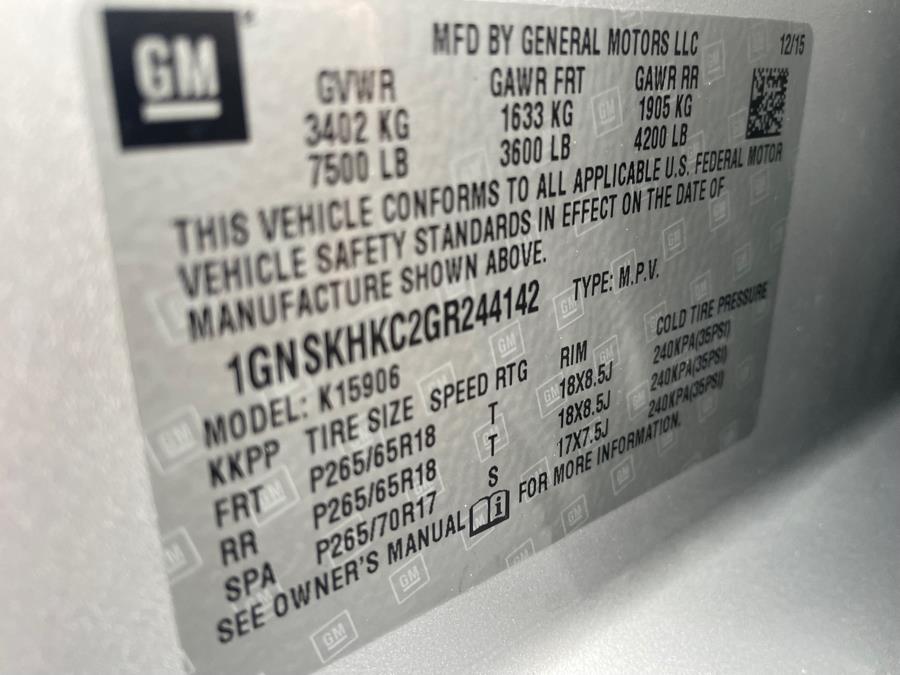 GM
MFD BY GENERAL MOTORS LLC 12/15
GVWR GAWR FRT GAWR RR
3402 KG 1633 KG 1905 KG
7500 LB 3600 LB 4200 LB
THIS VEHICLE CONFORMS TO ALL APPLICABLE U.S. FEDERAL MOTOR
VEHICLE SAFETY STANDARDS IN EFFECT ON THE DATE OF
MANUFACTURE SHOWN ABOVE.
1GNSKHKC2GR244142 TYPE: M.P.V.
MODEL: K15906
KKPP TIRE SIZE SPEED RTG RIM COLD TIRE PRESSURE
FRT P265/65R18 T 18X8.5J 240KPA(35PSI)
RR P265/65R18 T 18X8.5J 240KPA(35PSI)
SPA P265/70R17 S 17X7.5J 240KPA(35PSI)
SEE OWNER'S MANUAL i FOR MORE INFORMATION.